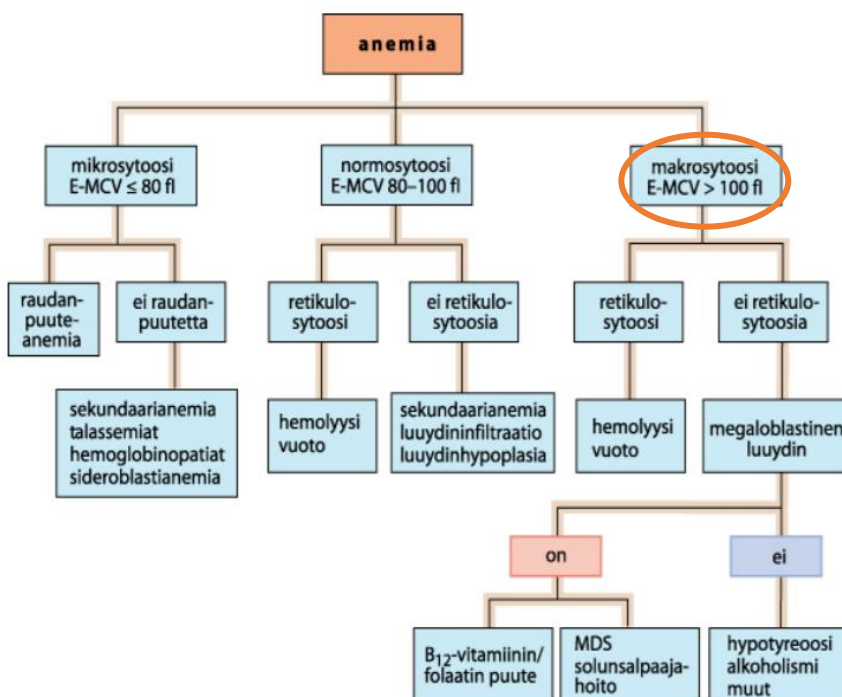 anemia
mikrosytoosi
E-MCV ≤ 80 fl
normosytoosi
E-MCV 80–100 fl
makrosytoosi
E-MCV > 100 fl
raudan-
puute-
anemia
ei raudan-
puutetta
retikulo-
sytoosi
ei retikulo-
sytoosia
retikulo-
sytoosi
ei retikulo-
sytoosia
sekundaarianemia
talassemiat
hemoglobinopatiat
sideroblastianemia
hemolyysi
vuoto
sekundaarianemia
luuydininfiltraatio
luuydinhypoplasia
hemolyysi
vuoto
megaloblastinen
luuydin
on
ei
B₁₂-vitamiinin/
folaatin puute
MDS
solunsalpaaja-
hoito
hypotyreoosi
alkoholismi
muut